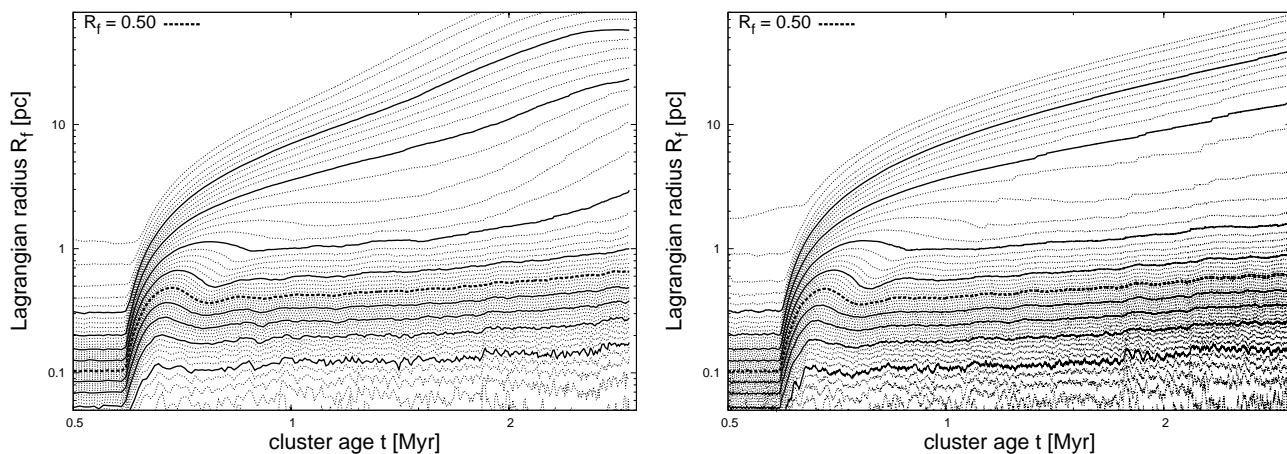 R_f = 0.50
Lagrangian radius R_f [pc]
10
1
0.1
0.5
1
2
cluster age t [Myr]
R_f = 0.50
Lagrangian radius R_f [pc]
10
1
0.1
0.5
1
2
cluster age t [Myr]